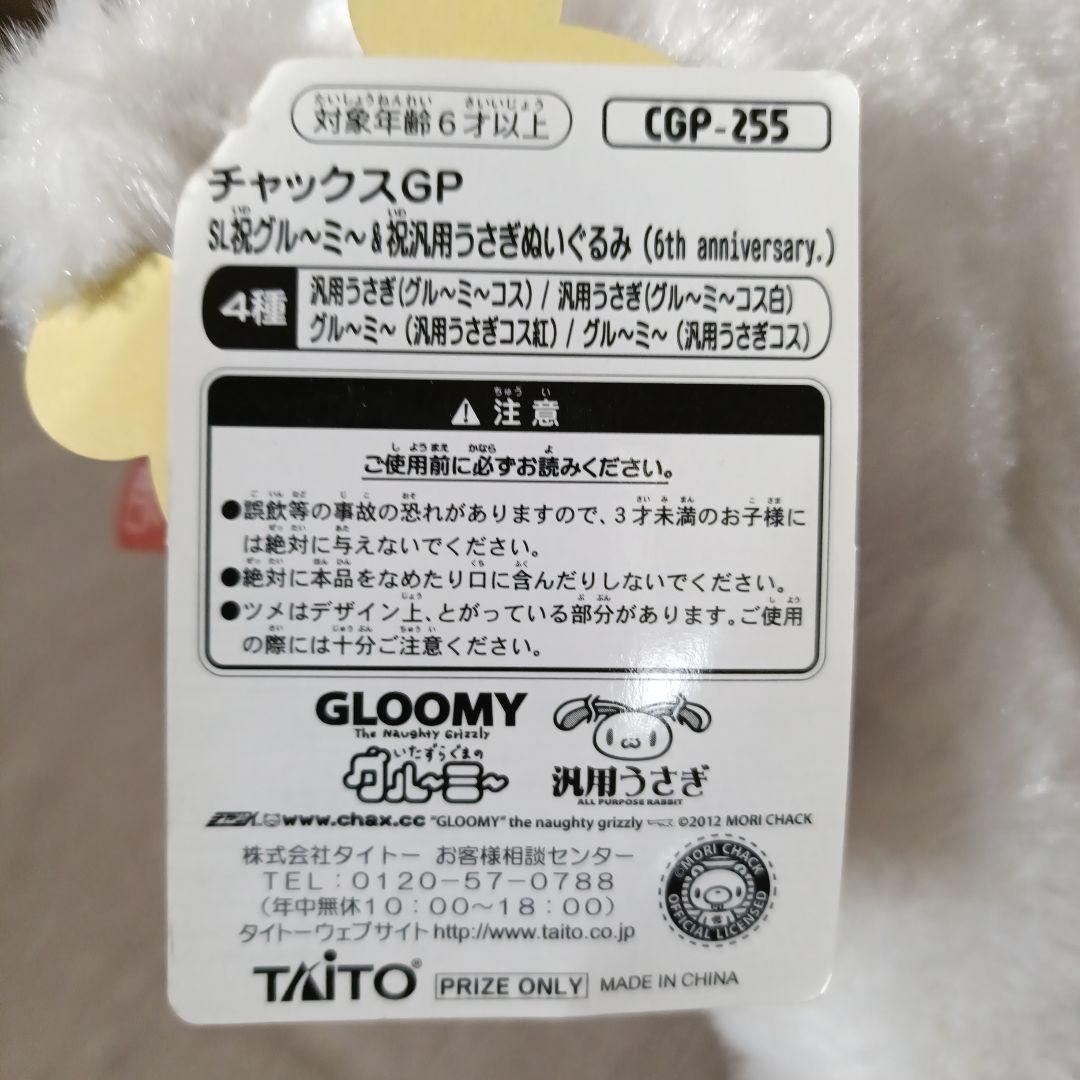 対象年齢6才以上
CGP-255
チャックスGP
SL祝グル〜ミ〜&祝汎用うさぎぬいぐるみ (6th anniversary.)
4種
汎用うさぎ(グル〜ミ〜コス) / 汎用うさぎ(グル〜ミ〜コス白)
グル〜ミ〜 (汎用うさぎコス紅) / グル〜ミ〜 (汎用うさぎコス)
⚠注意
ご使用前に必ずお読みください。
●誤飲等の事故の恐れがありますので、3才未満のお子様に
は絶対に与えないでください。
●絶対に本品をなめたり口に含んだりしないでください。
●ツメはデザイン上、とがっている部分があります。ご使用
の際には十分ご注意ください。
GLOOMY
The Naughty Grizzly
いたずらぐまの
グル〜ミ〜
汎用うさぎ
ALL PURPOSE RABBIT
www.chax.cc "GLOOMY" the naughty grizzly ©2012 MORI CHACK
株式会社タイトー お客様相談センター
TEL:0120-57-0788
(年中無休10:00〜18:00)
タイトーウェブサイト http://www.taito.co.jp
©MORI CHACK
OFFICIAL LICENSED
TAITO®
PRIZE ONLY
MADE IN CHINA